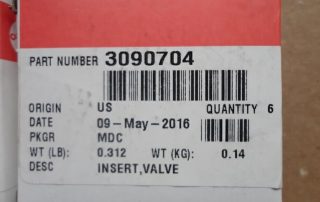 PART NUMBER 3090704
ORIGIN US QUANTITY 6
DATE 09-May-2016
PKGR MDC
WT (LB): 0.312 WT (KG): 0.14
DESC INSERT,VALVE